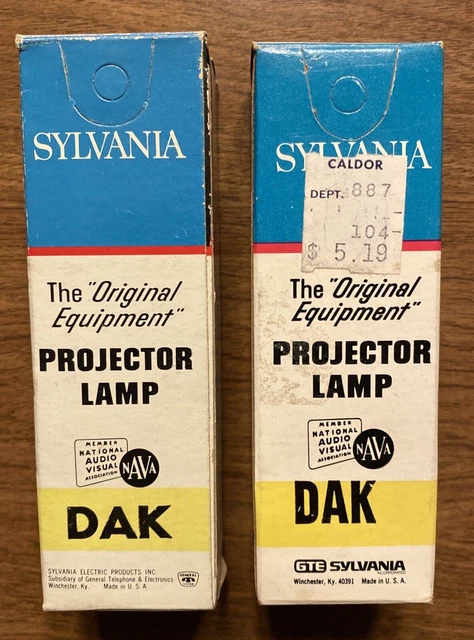 SYLVANIA
The "Original
Equipment"
PROJECTOR
LAMP
MEMBER
NATIONAL
AUDIO
VISUAL
ASSOCIATION
NAVA
DAK
SYLVANIA ELECTRIC PRODUCTS INC.
Subsidiary of General Telephone & Electronics
Winchester, Ky. Made in U. S. A.
SYLVANIA
CALDOR
DEPT. 887
104-
$ 5.19
The "Original
Equipment"
PROJECTOR
LAMP
MEMBER
NATIONAL
AUDIO
VISUAL
ASSOCIATION
NAVA
DAK
GTE SYLVANIA
INCORPORATED
Winchester, Ky. 40391 Made in U. S. A.